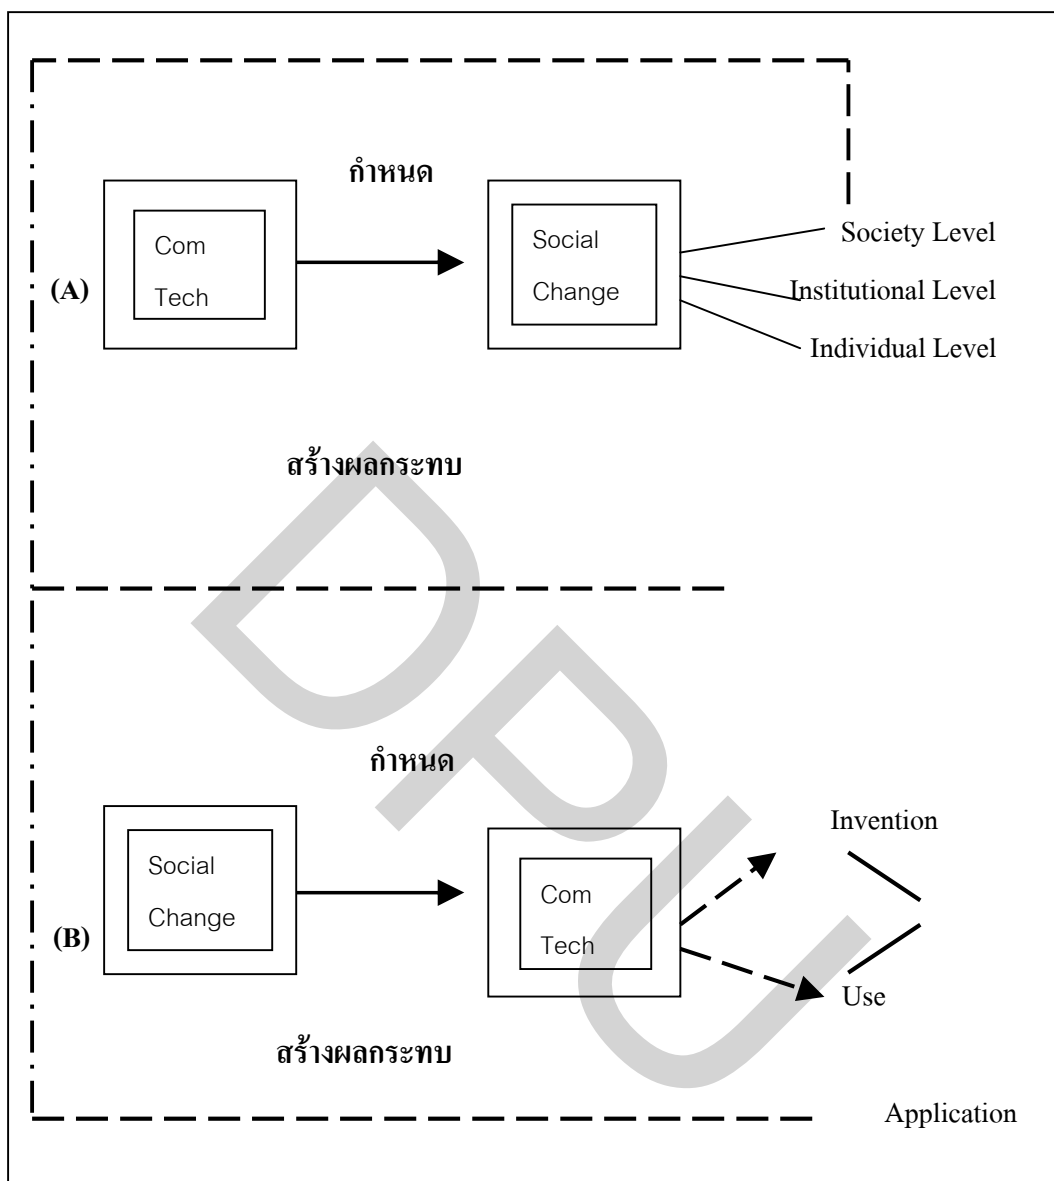 กำหนด
Com
Tech
Social
Change
Society Level
Institutional Level
Individual Level
(A)
สร้างผลกระทบ
กำหนด
Social
Change
Com
Tech
Invention
Use
(B)
สร้างผลกระทบ
Application
DPU